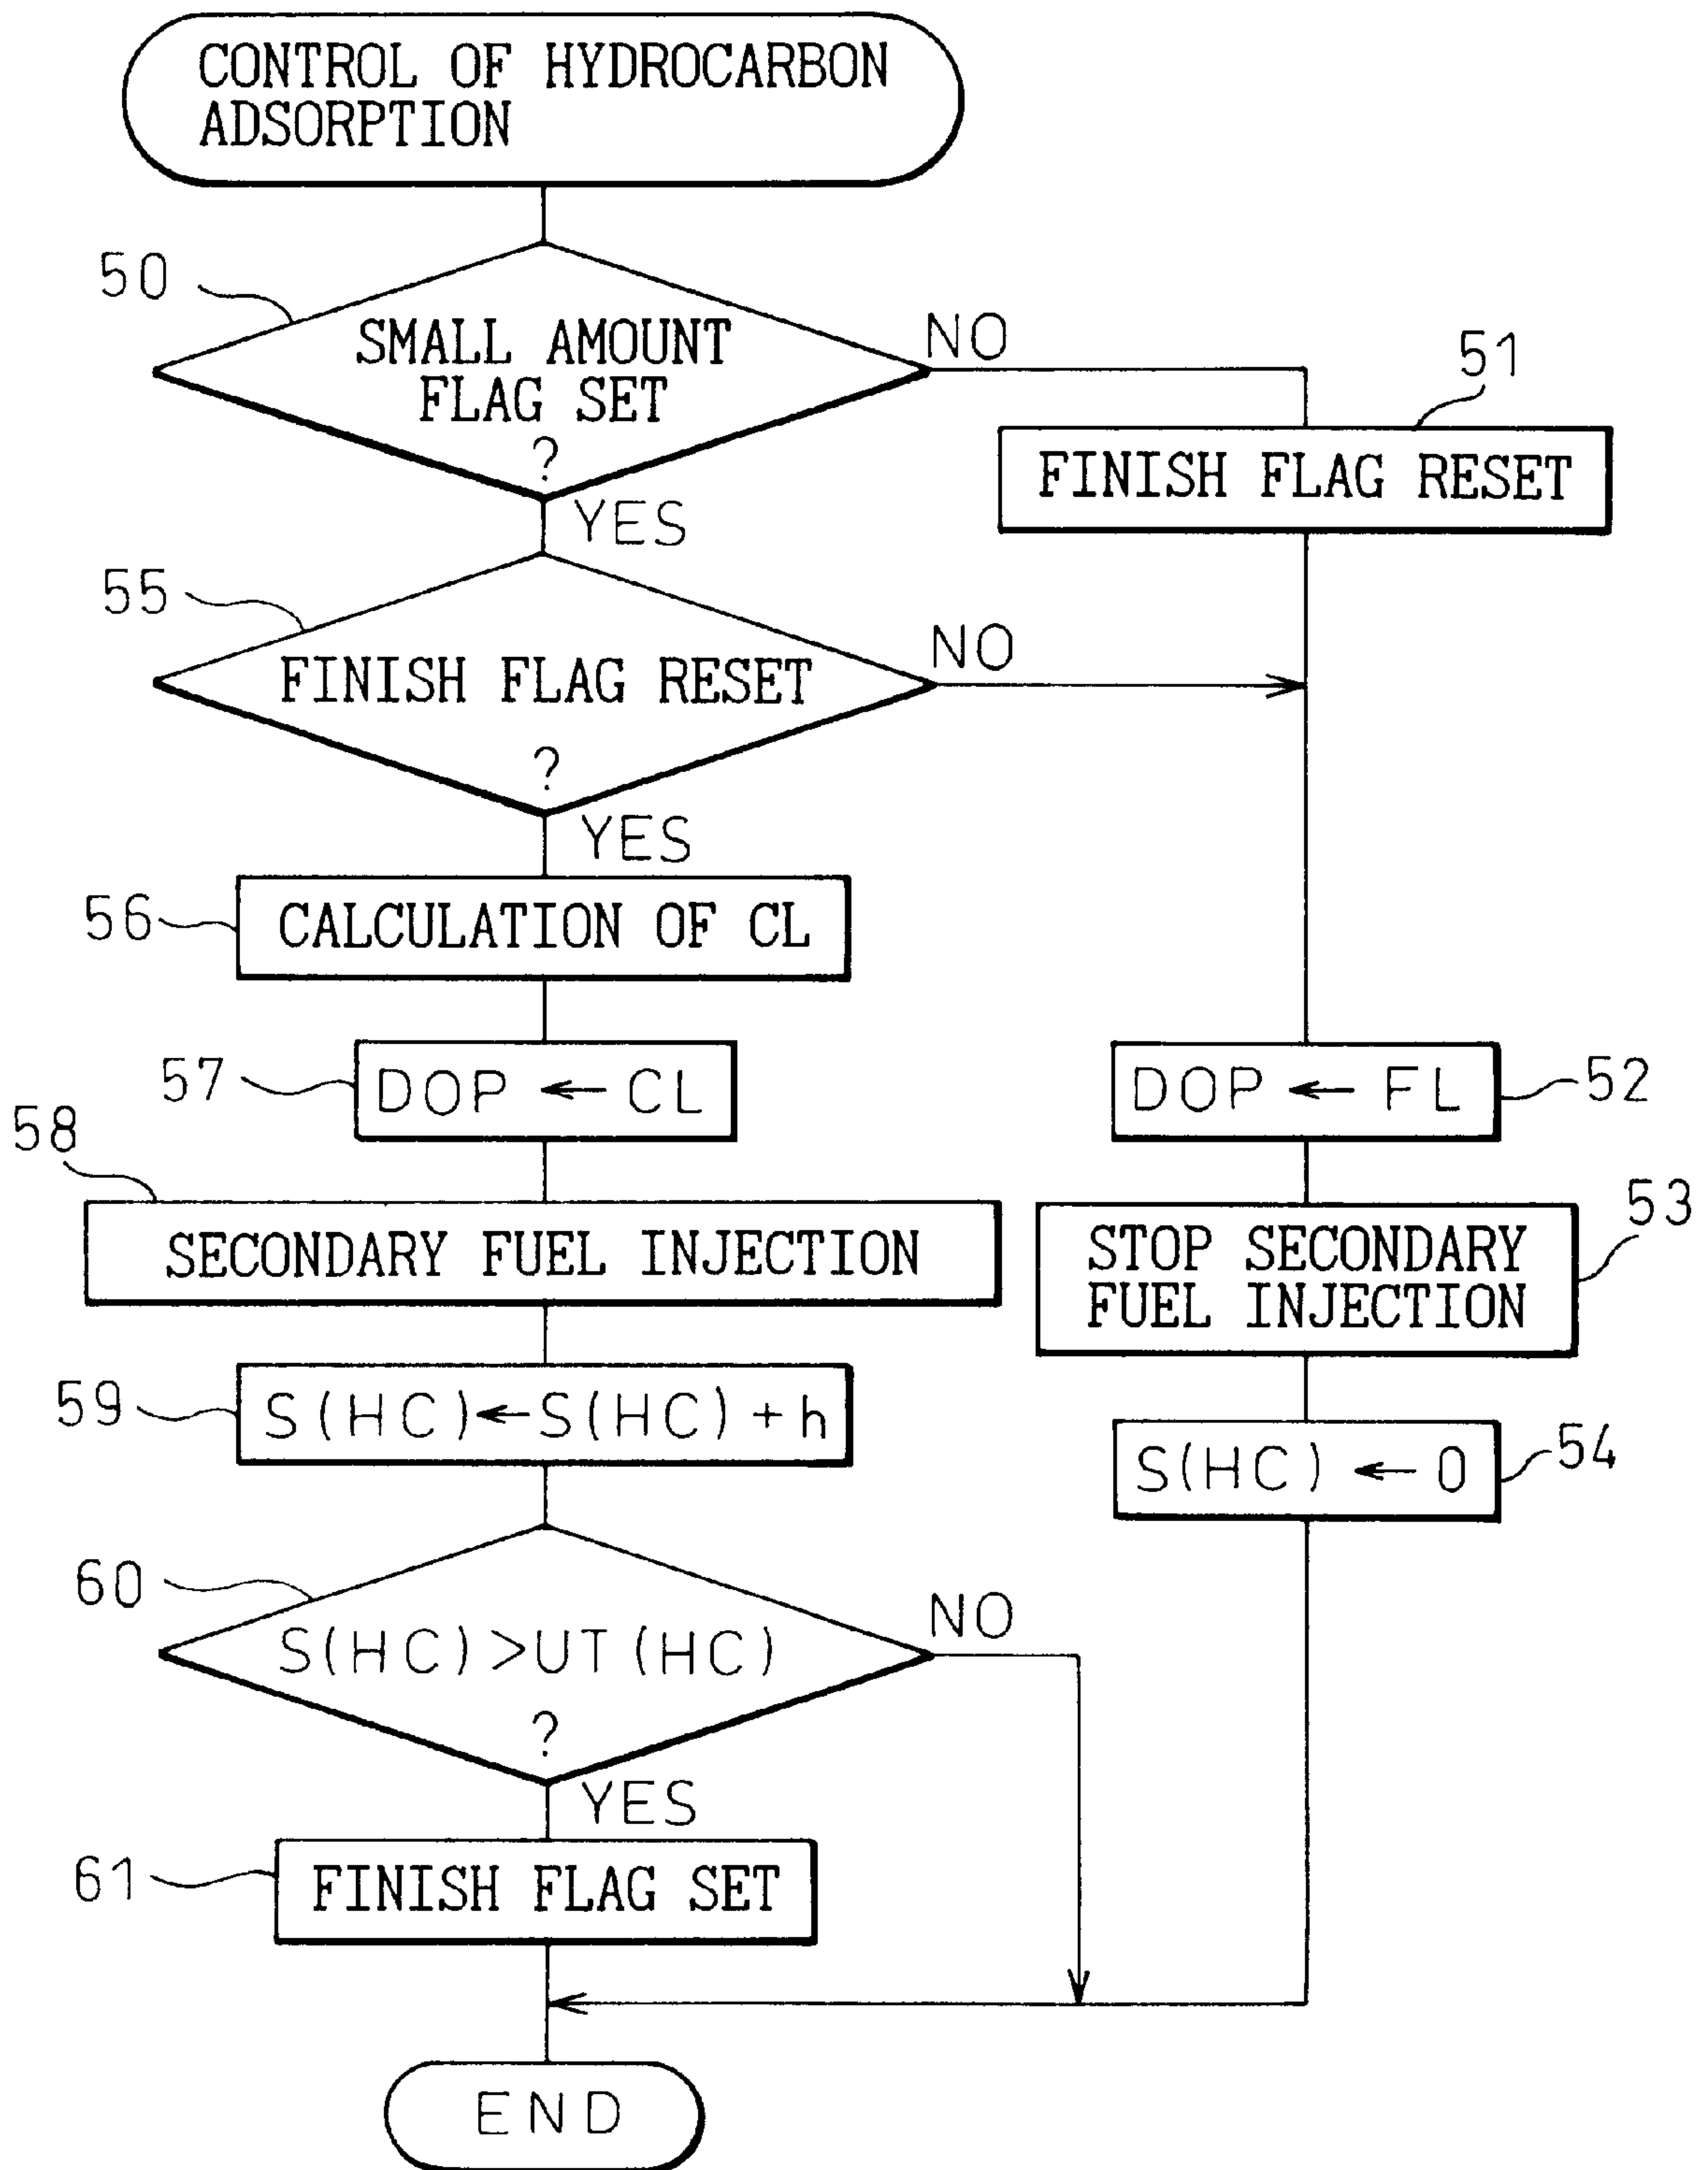 CONTROL OF HYDROCARBON
ADSORPTION
50
SMALL AMOUNT
FLAG SET
?
NO
YES
51
FINISH FLAG RESET
55
FINISH FLAG RESET
?
NO
YES
56
CALCULATION OF CL
57
DOP ← CL
DOP ← FL
52
58
SECONDARY FUEL INJECTION
STOP SECONDARY
FUEL INJECTION
53
59
S(HC)←S(HC)+h
S(HC) ← 0
54
60
S(HC)>UT(HC)
?
NO
YES
61
FINISH FLAG SET
END